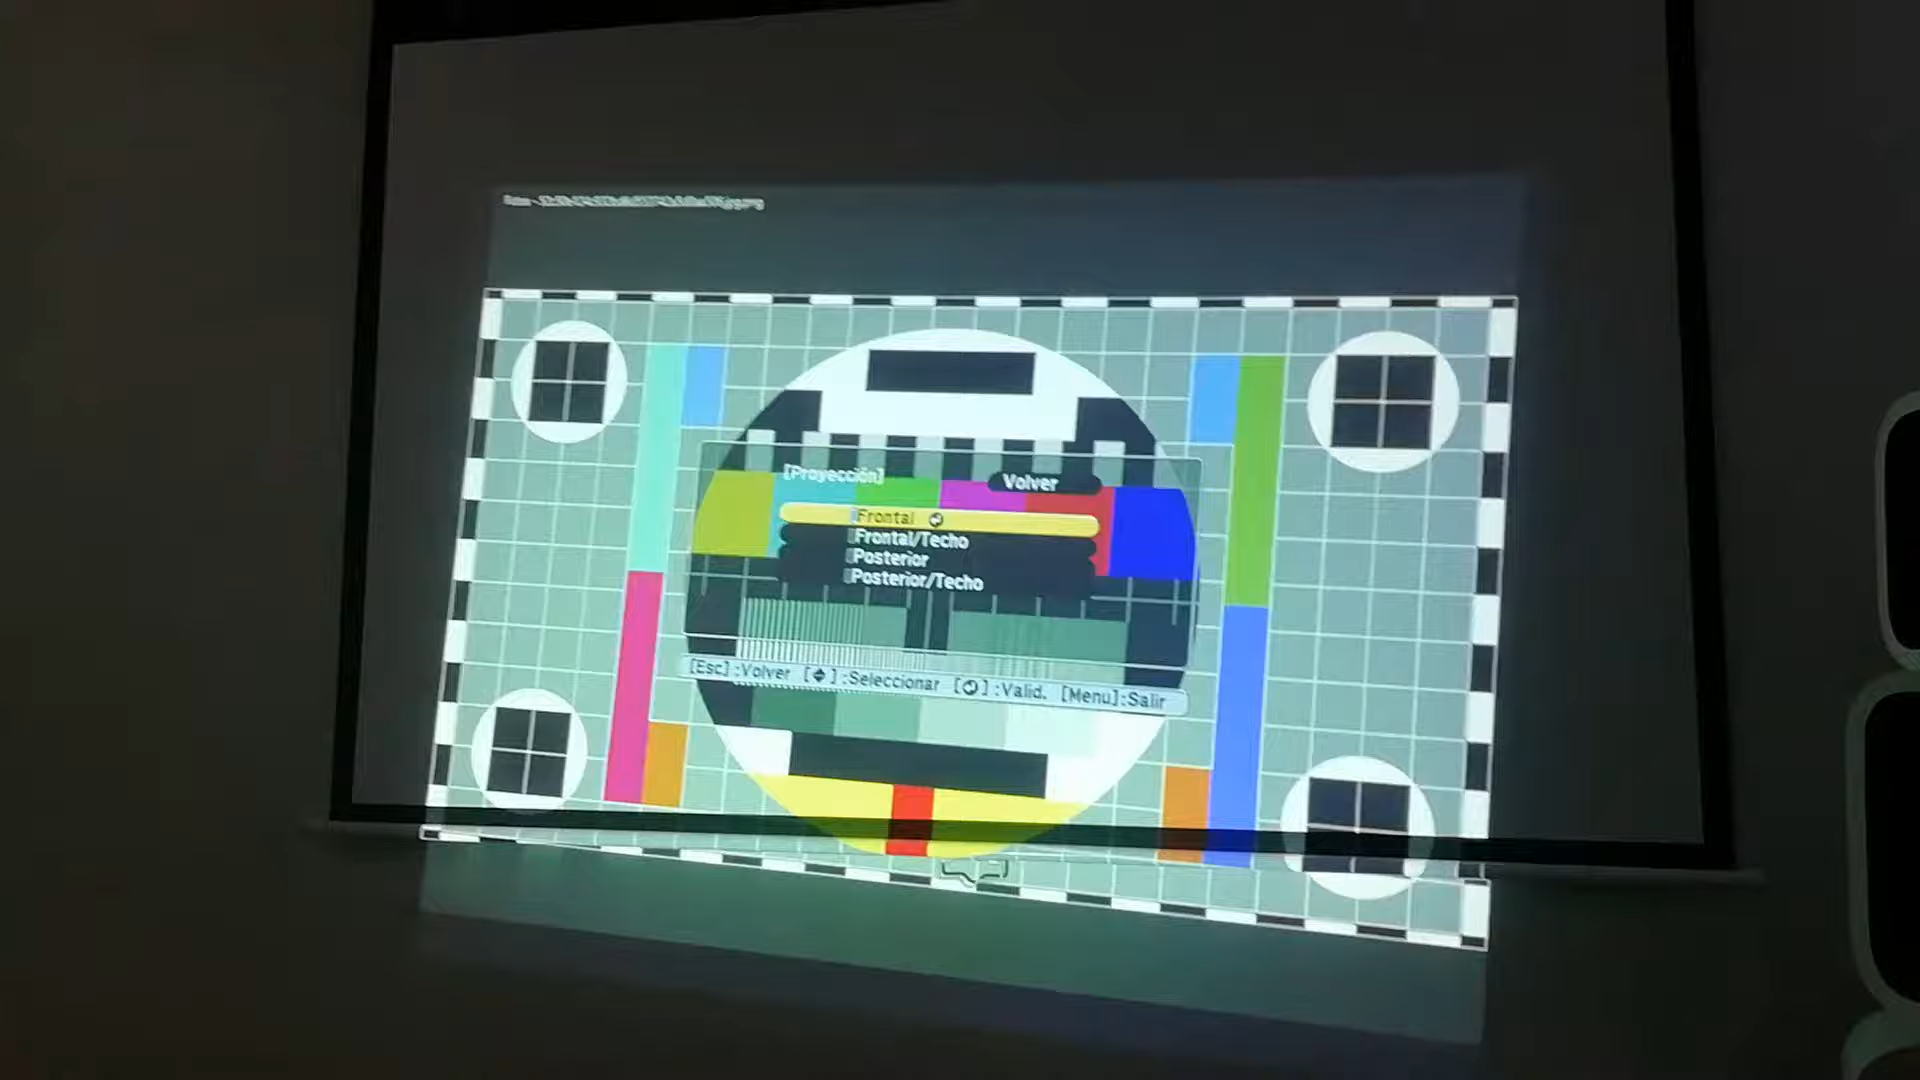 [Proyección]
Volver
Frontal
Frontal/Techo
Posterior
Posterior/Techo
[Esc] :Volver [ ] :Seleccionar [ ] :Valid. [Menu] :Salir